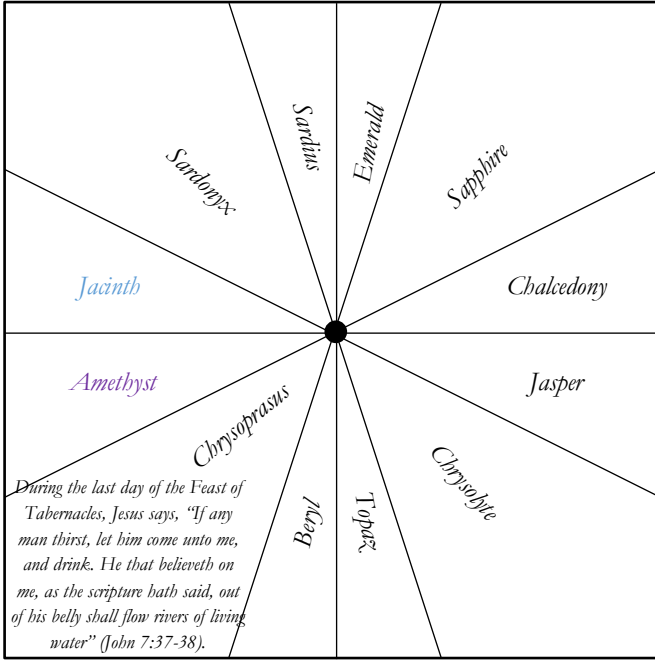 Sardius
Emerald
Sardonyx
Sapphire
Jacinth
Chalcedony
Amethyst
Jasper
Chrysoprasus
Chrysolyte
Beryl
Topaz
During the last day of the Feast of
Tabernacles, Jesus says, “If any
man thirst, let him come unto me,
and drink. He that believeth on
me, as the scripture hath said, out
of his belly shall flow rivers of living
water” (John 7:37-38).